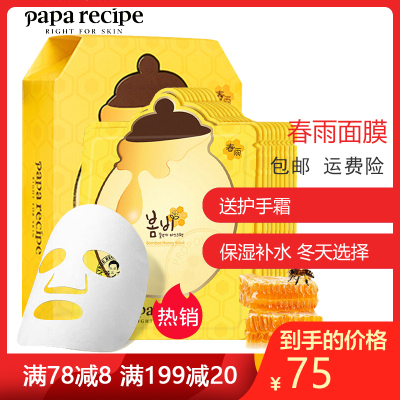 papa recipe
RIGHT FOR SKIN
春雨
春雨面膜
包邮 运费险
papa recipe
봄비
送护手霜
保湿补水 冬天选择
热销
到手的价格
¥75
满78减8 满199减20